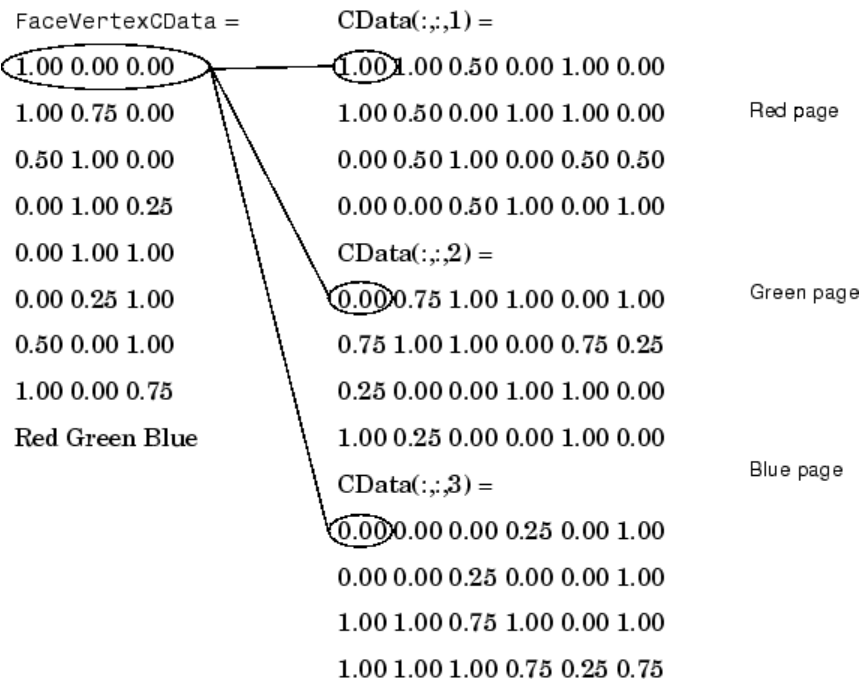 FaceVertexCData =
1.00 0.00 0.00
1.00 0.75 0.00
0.50 1.00 0.00
0.00 1.00 0.25
0.00 1.00 1.00
0.00 0.25 1.00
0.50 0.00 1.00
1.00 0.00 0.75
Red Green Blue
CData(:,:,1) =
1.00 1.00 0.50 0.00 1.00 0.00
1.00 0.50 0.00 1.00 1.00 0.00
0.00 0.50 1.00 0.00 0.50 0.50
0.00 0.00 0.50 1.00 0.00 1.00
Red page
CData(:,:,2) =
0.00 0.75 1.00 1.00 0.00 1.00
0.75 1.00 1.00 0.00 0.75 0.25
0.25 0.00 0.00 1.00 1.00 0.00
1.00 0.25 0.00 0.00 1.00 0.00
Green page
CData(:,:,3) =
0.00 0.00 0.00 0.25 0.00 1.00
0.00 0.00 0.25 0.00 0.00 1.00
1.00 1.00 0.75 1.00 0.00 1.00
1.00 1.00 1.00 0.75 0.25 0.75
Blue page